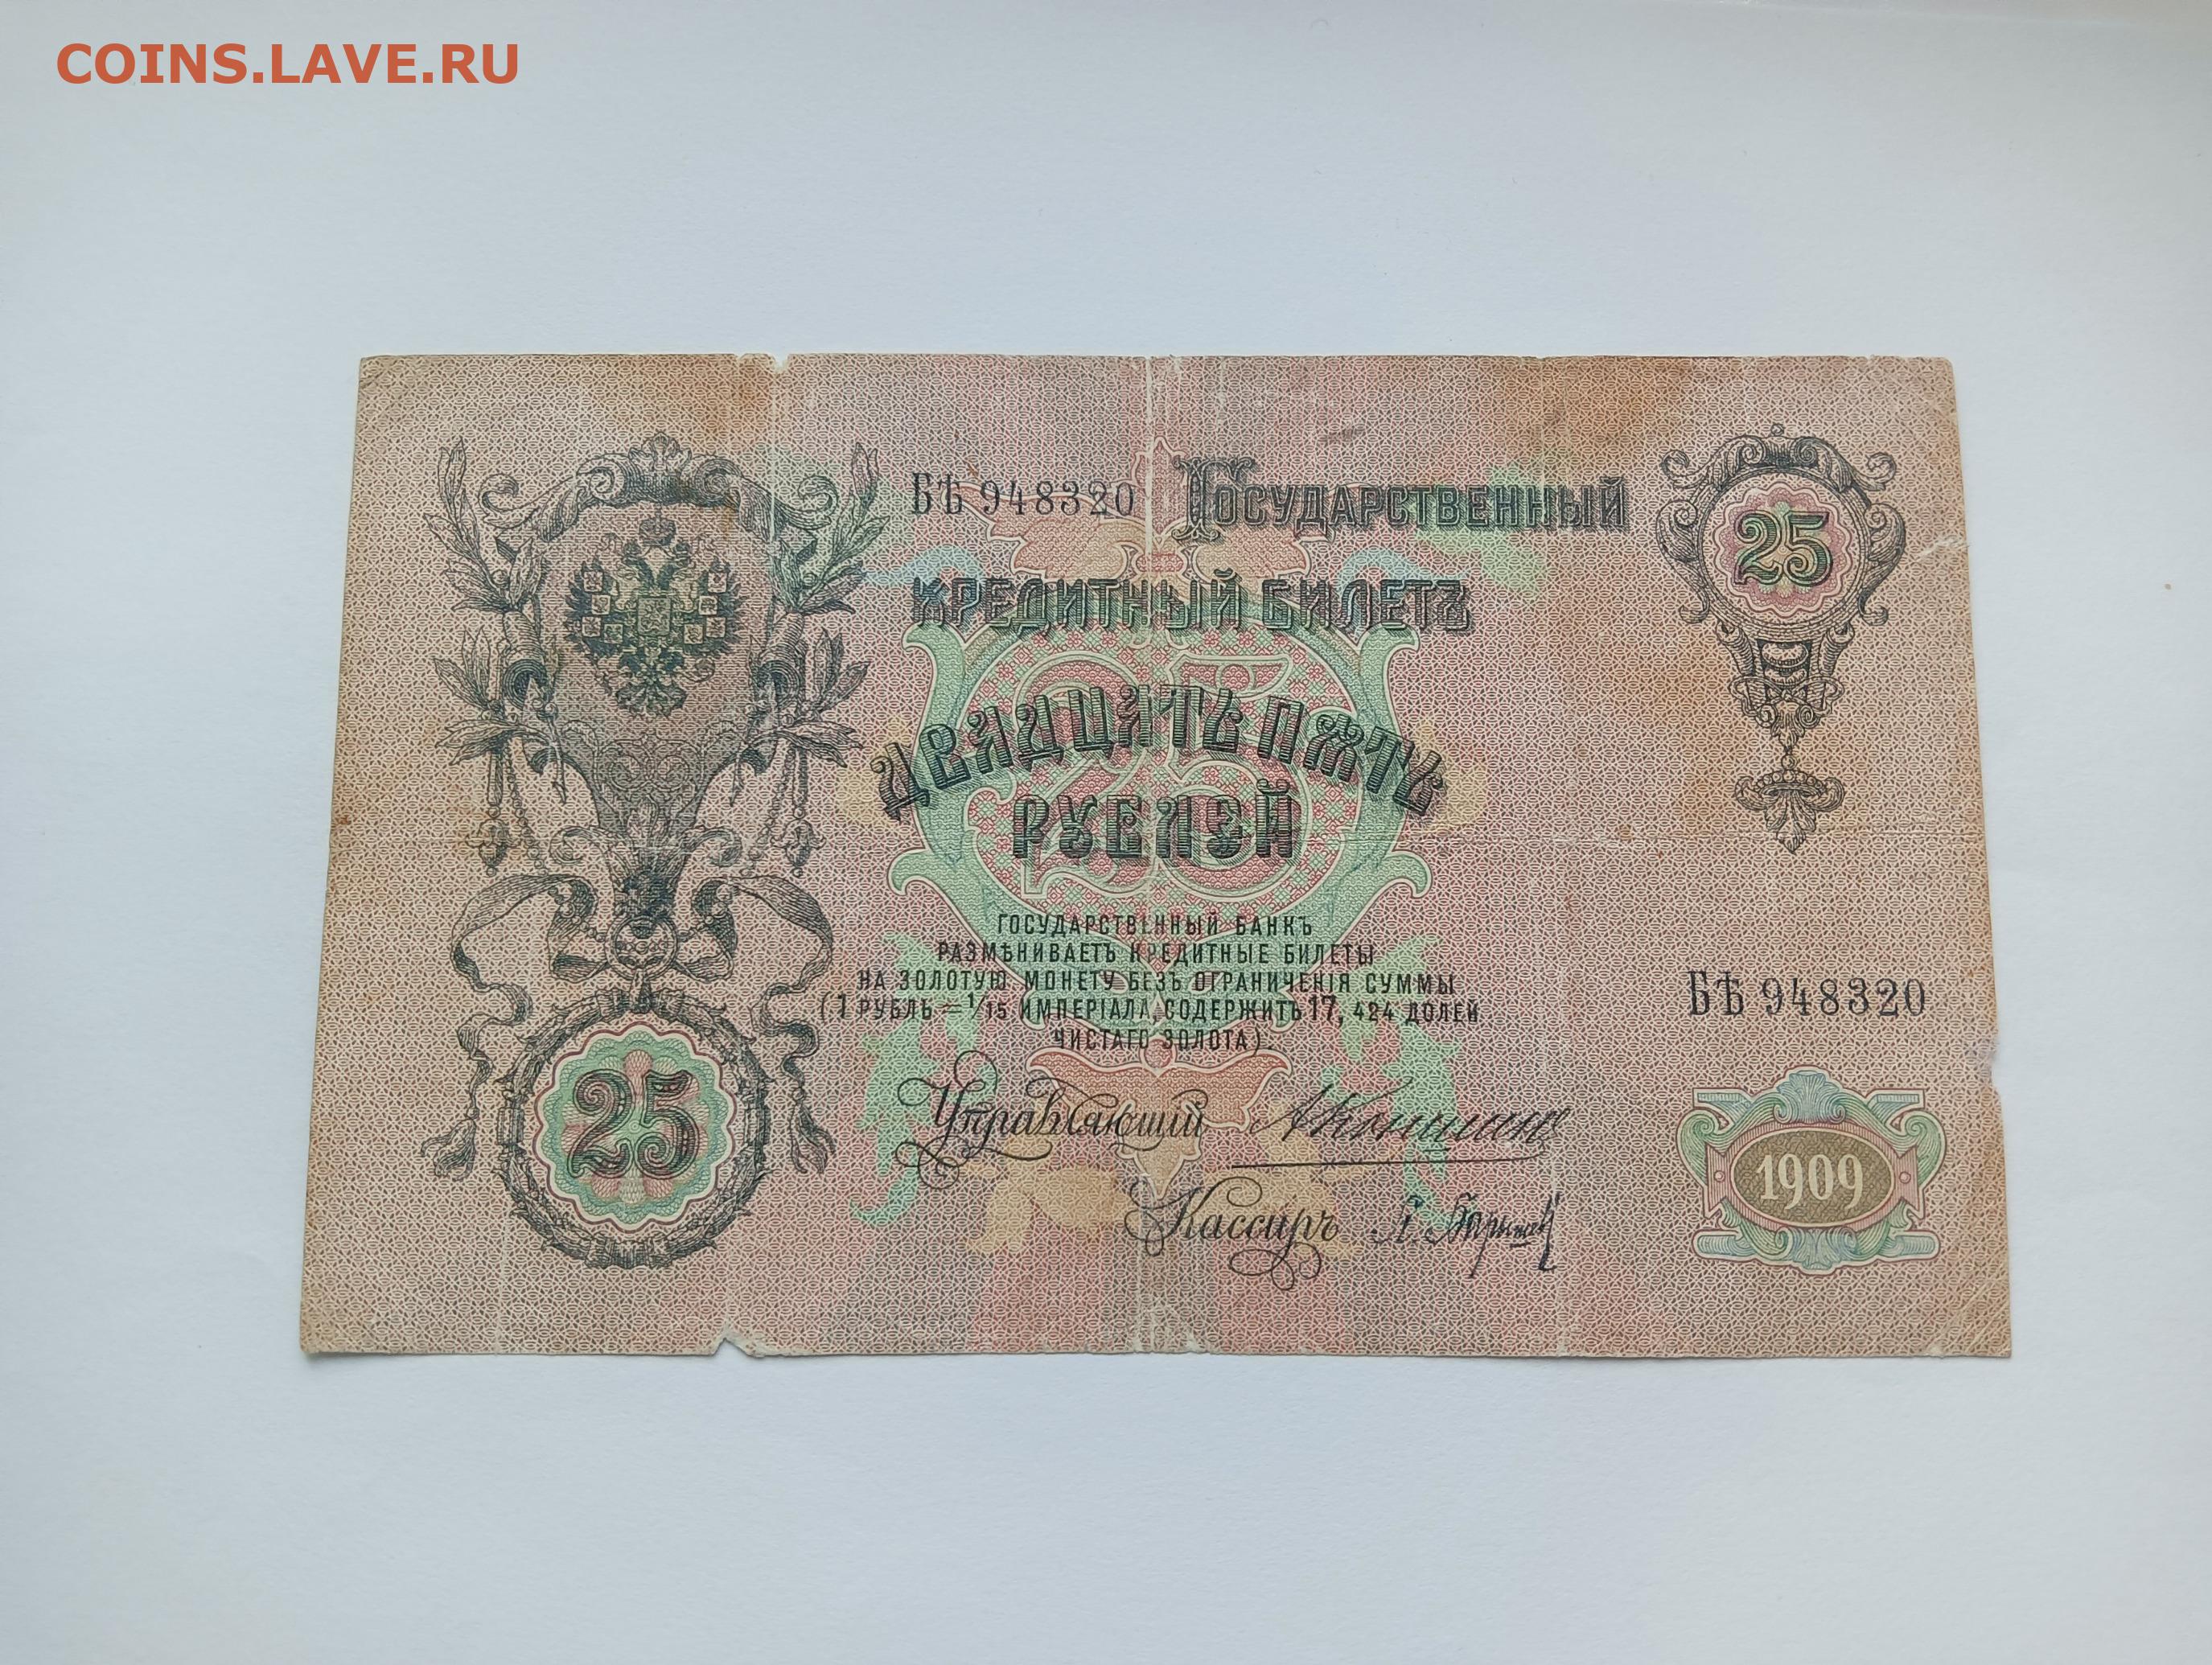 COINS.LAVE.RU
БѢ 948320
ГОСУДАРСТВЕННЫЙ
25
КРЕДИТНЫЙ БИЛЕТЪ
25
ДВАДЦАТЬ ПЯТЬ
РУБЛЕЙ
ГОСУДАРСТВЕННЫЙ БАНКЪ
РАЗМѢНИВАЕТЪ КРЕДИТНЫЕ БИЛЕТЫ
НА ЗОЛОТУЮ МОНЕТУ БЕЗЪ ОГРАНИЧЕНІЯ СУММЫ
(1 РУБЛЬ = 1/15 ИМПЕРІАЛА, СОДЕРЖИТЪ 17, 424 ДОЛЕЙ
ЧИСТАГО ЗОЛОТА).
БѢ 948320
25
Управляющій
Кассиръ
1909